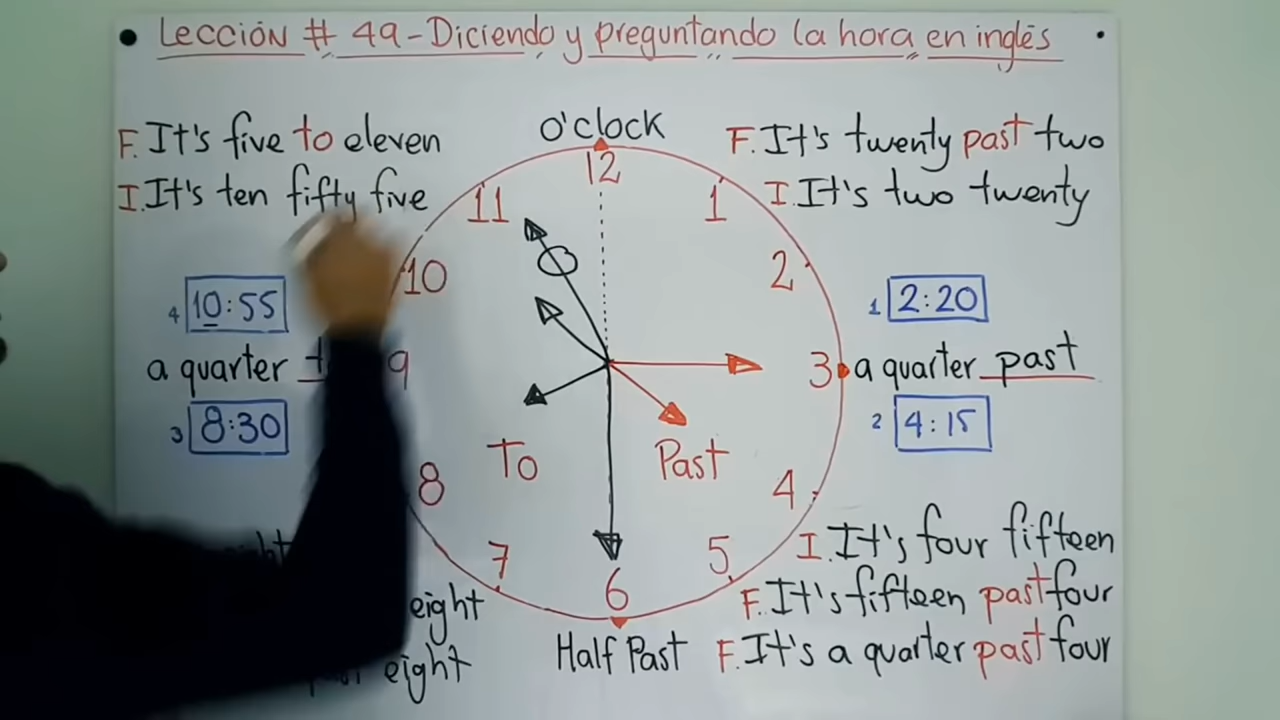 Lección # 49 - Diciendo y preguntando la hora en inglés
F. It's five to eleven
I. It's ten fifty five
o'clock
F. It's twenty past two
I. It's two twenty
12
11
1
10
2
4 10:55
1 2:20
a quarter
9
3
a quarter past
3 8:30
2 4:15
To
Past
8
4
7
5
6
I. It's four fifteen
eight
F. It's fifteen past four
eight
Half Past
F. It's a quarter past four